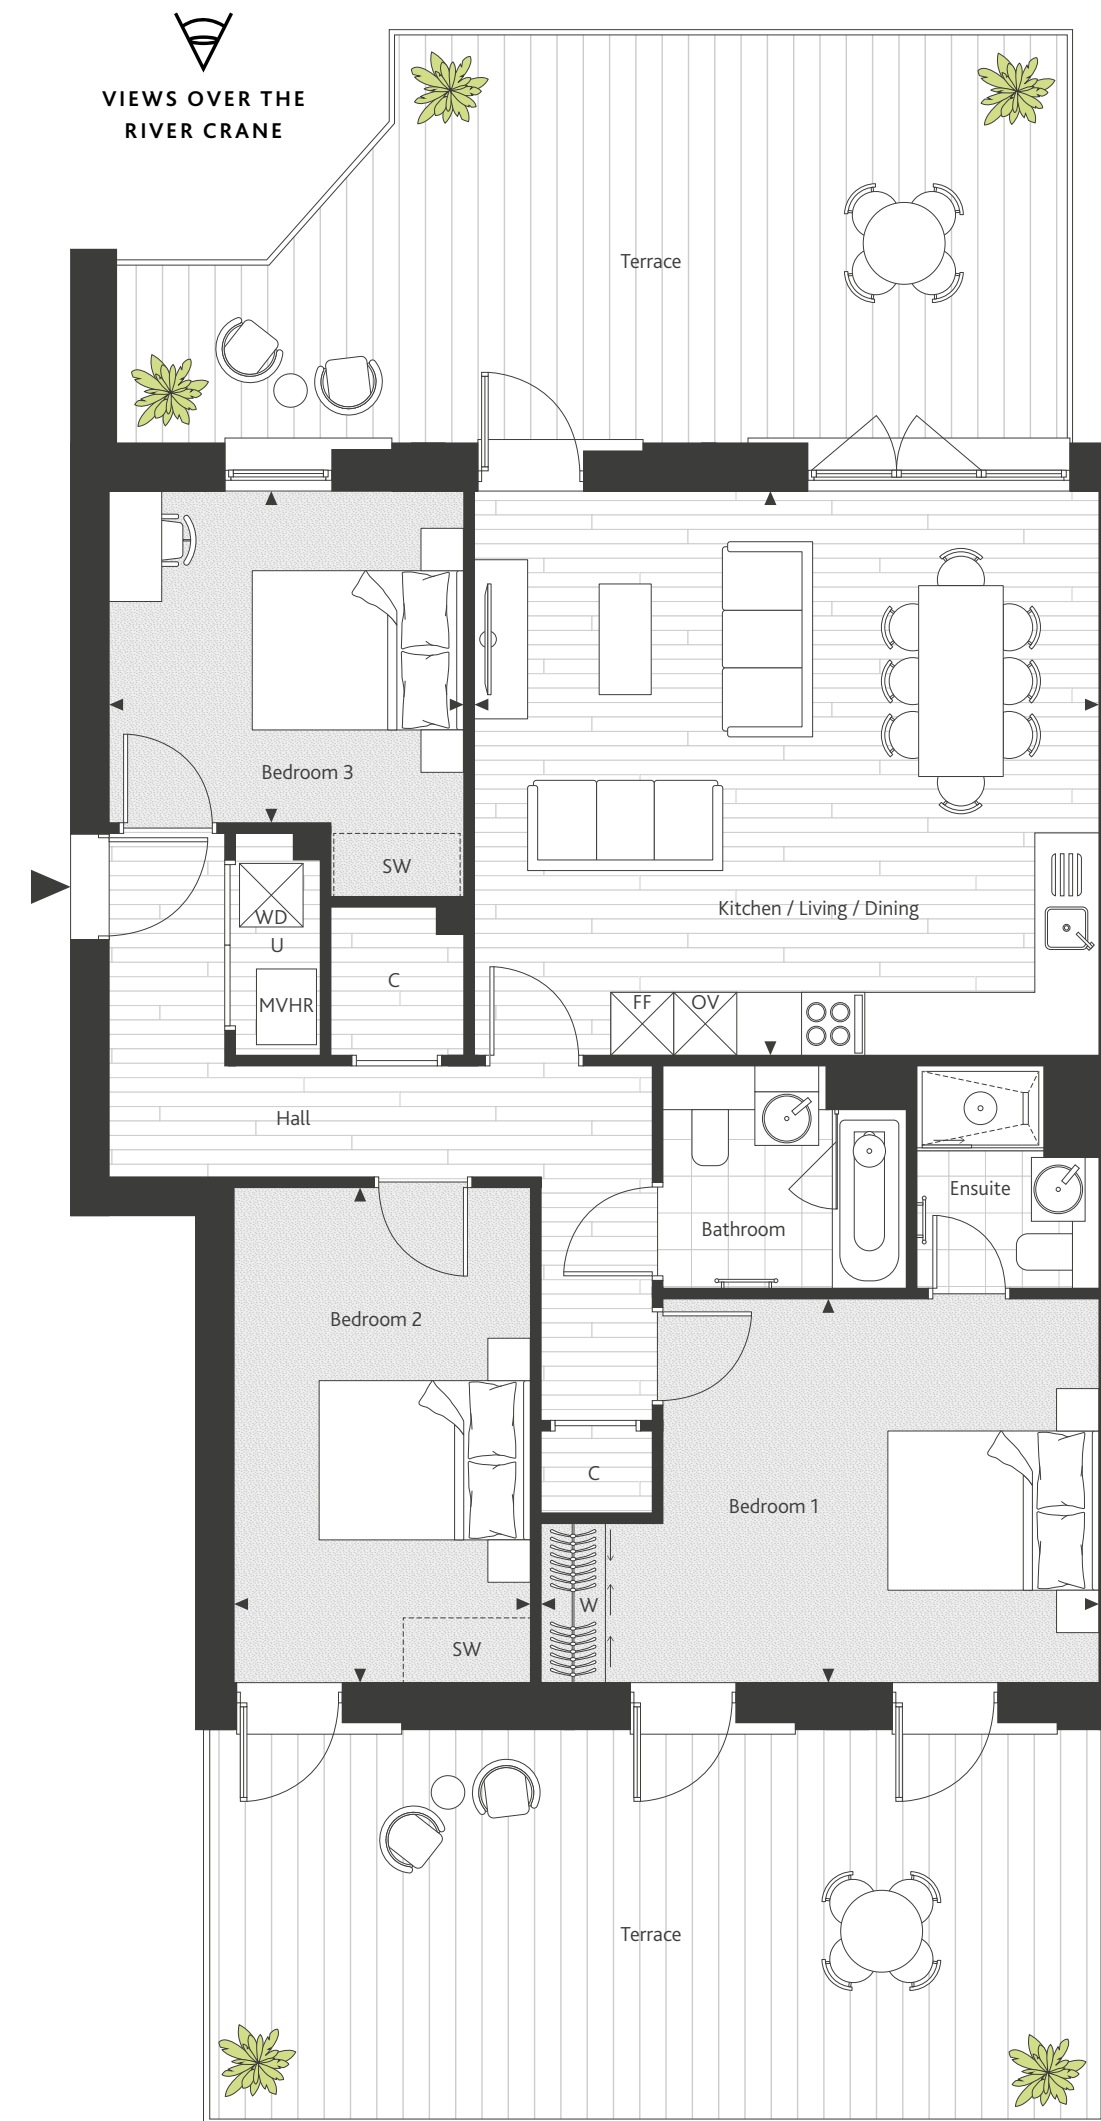 VIEWS OVER THE
RIVER CRANE
Terrace
Bedroom 3
SW
WD
U
MVHR
C
Kitchen / Living / Dining
FF
OV
Hall
Bathroom
Ensuite
Bedroom 2
C
Bedroom 1
W
SW
Terrace